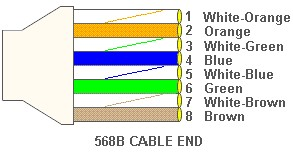 1 White-Orange
2 Orange
3 White-Green
4 Blue
5 White-Blue
6 Green
7 White-Brown
8 Brown
568B CABLE END